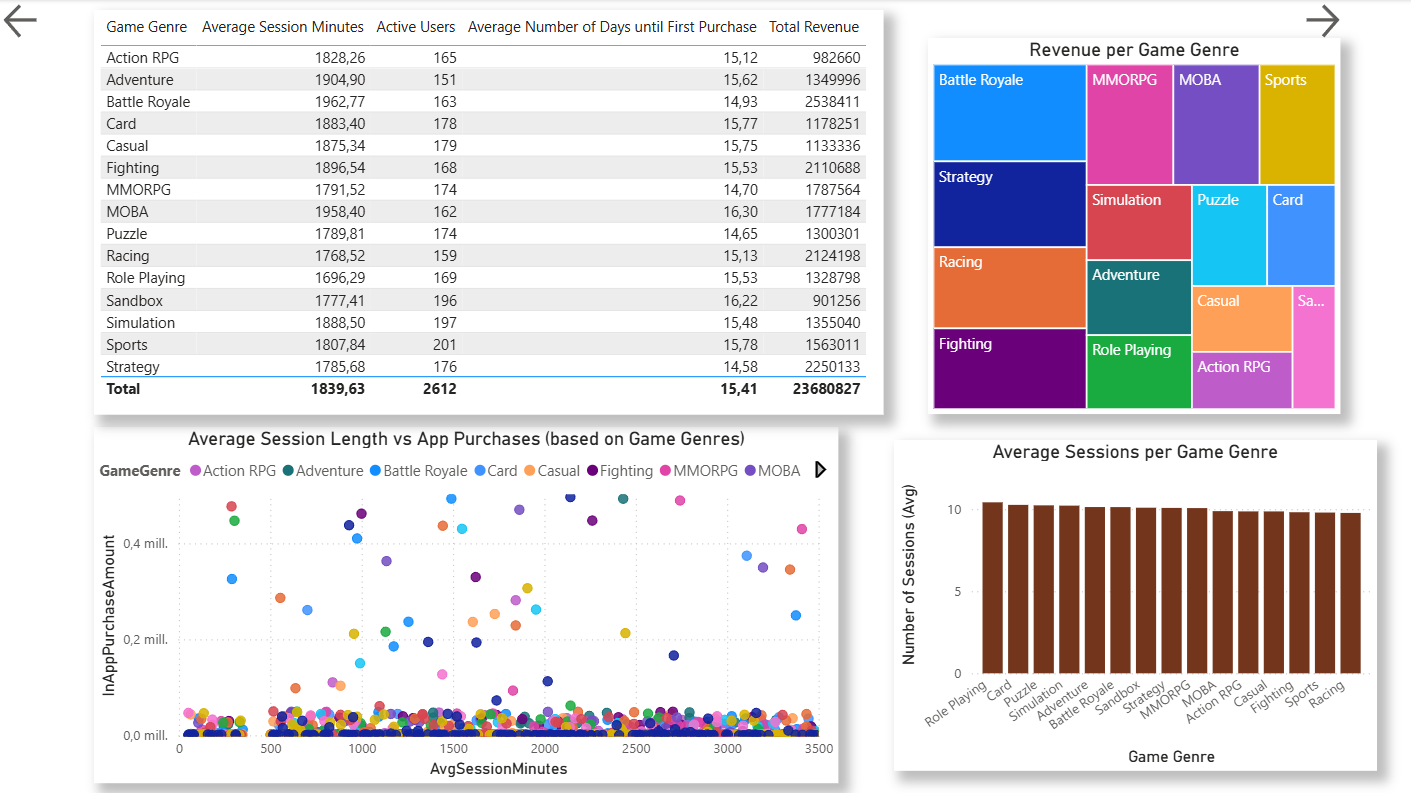 Game Genre Average Session Minutes Active Users Average Number of Days until First Purchase Total Revenue
Action RPG 1828,26 165 15,12 982660
Adventure 1904,90 151 15,62 1349996
Battle Royale 1962,77 163 14,93 2538411
Card 1883,40 178 15,77 1178251
Casual 1875,34 179 15,75 1133336
Fighting 1896,54 168 15,53 2110688
MMORPG 1791,52 174 14,70 1787564
MOBA 1958,40 162 16,30 1777184
Puzzle 1789,81 174 14,65 1300301
Racing 1768,52 159 15,13 2124198
Role Playing 1696,29 169 15,53 1328798
Sandbox 1777,41 196 16,22 901256
Simulation 1888,50 197 15,48 1355040
Sports 1807,84 201 15,78 1563011
Strategy 1785,68 176 14,58 2250133
Total 1839,63 2612 15,41 23680827
Revenue per Game Genre
Battle Royale MMORPG MOBA Sports
Strategy
Simulation Puzzle Card
Racing
Adventure
Casual Sa...
Fighting
Role Playing
Action RPG
Average Session Length vs App Purchases (based on Game Genres)
GameGenre Action RPG Adventure Battle Royale Card Casual Fighting MMORPG MOBA
InAppPurchaseAmount
0,4 mill.
0,2 mill.
0,0 mill.
0 500 1000 1500 2000 2500 3000 3500
AvgSessionMinutes
Average Sessions per Game Genre
Number of Sessions (Avg)
10
5
0
Role Playing Card Puzzle Simulation Adventure Battle Royale Sandbox Strategy MMORPG MOBA Action RPG Casual Fighting Sports Racing
Game Genre